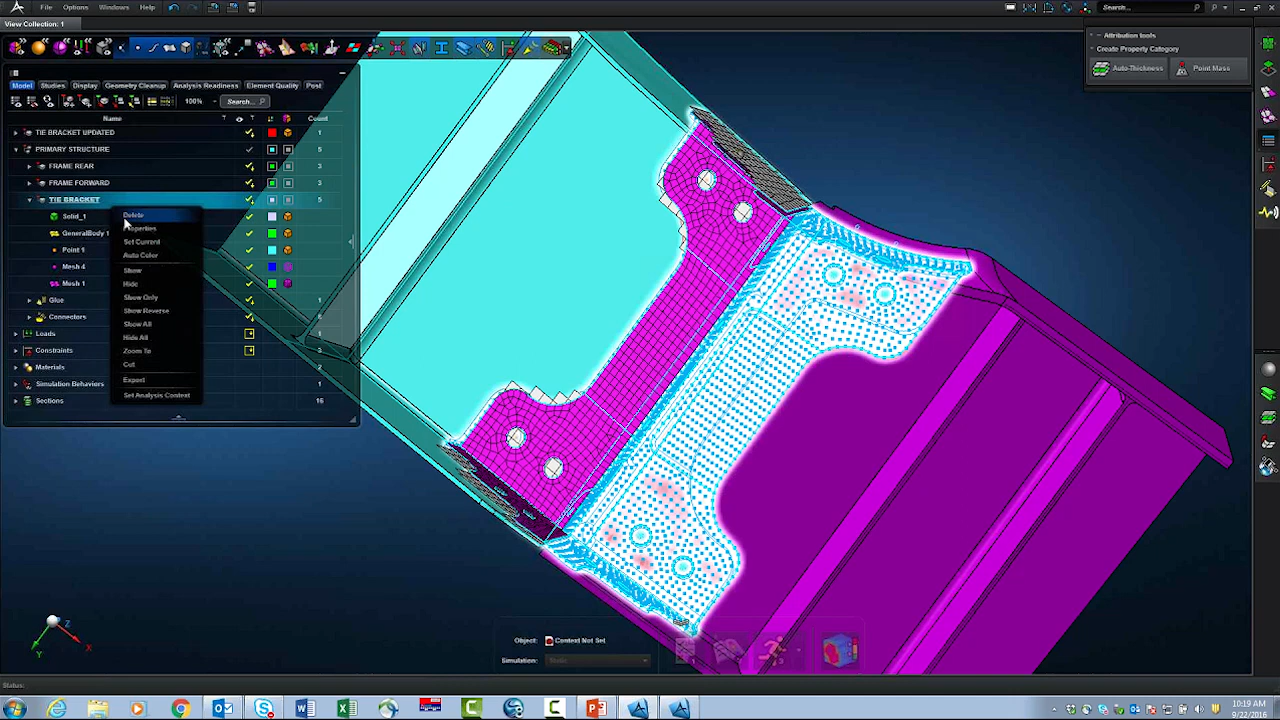 File Options Windows Help Search...
View Collection: 1
Attribution tools
Create Property Category
Auto-Thickness Point Mass
Model Studies Display Geometry Cleanup Analysis Readiness Element Quality Post
100% Search...
Name Count
TIE BRACKET UPDATED 1
PRIMARY STRUCTURE 5
FRAME REAR 3
FRAME FORWARD 3
TIE BRACKET 5
Solid_1
GeneralBody 1
Point 1
Mesh 4
Mesh 1
Glue 1
Connectors
Loads 1
Constraints 3
Materials 2
Simulation Behaviors 1
Sections 16
Delete
Properties
Set Current
Auto Color
Show
Hide
Show Only
Show Reverse
Show All
Hide All
Zoom To
Cut
Export
Set Analysis Context
Z
Y X
Object: Context Not Set
Simulation:
Status:
10:19 AM
9/22/2016